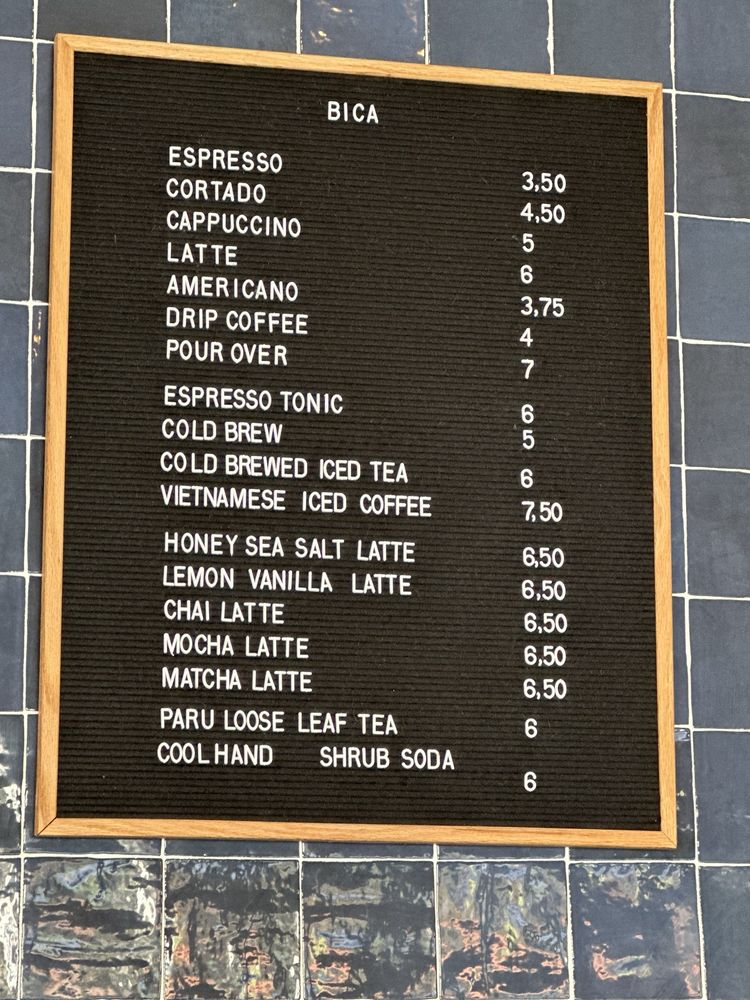 BICA
ESPRESSO 3,50
CORTADO 4,50
CAPPUCCINO 5
LATTE 6
AMERICANO 3,75
DRIP COFFEE 4
POUR OVER 7
ESPRESSO TONIC 6
COLD BREW 5
COLD BREWED ICED TEA 6
VIETNAMESE ICED COFFEE 7,50
HONEY SEA SALT LATTE 6,50
LEMON VANILLA LATTE 6,50
CHAI LATTE 6,50
MOCHA LATTE 6,50
MATCHA LATTE 6,50
PARU LOOSE LEAF TEA 6
COOLHAND SHRUB SODA 6